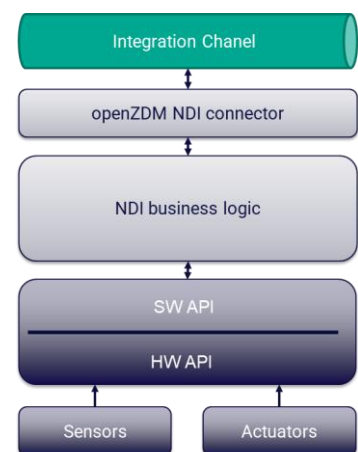 Integration Chanel
openZDM NDI connector
NDI business logic
SW API
HW API
Sensors
Actuators